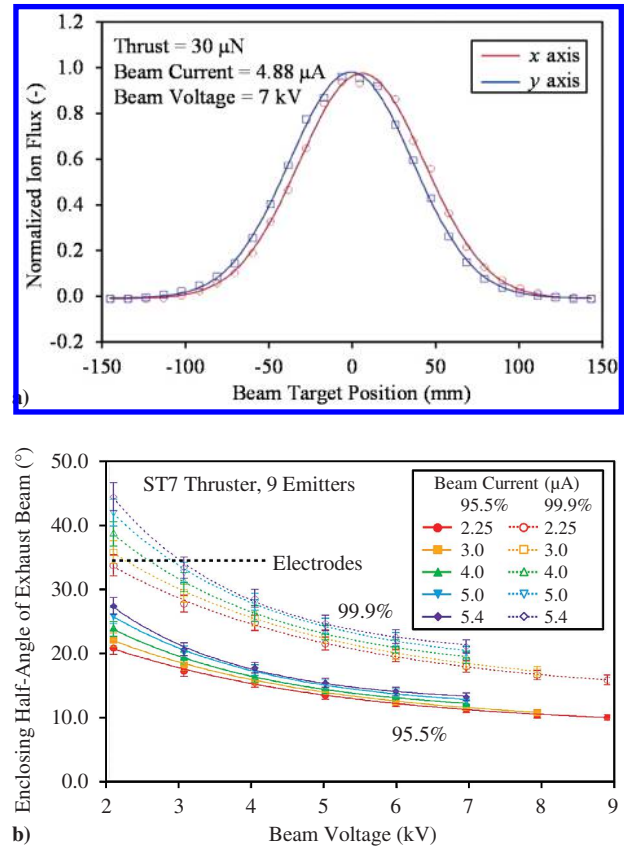 Thrust = 30 μN
Beam Current = 4.88 μA
Beam Voltage = 7 kV
x axis
y axis
1.2
1.0
0.8
0.6
0.4
0.2
0.0
-0.2
Normalized Ion Flux (-)
-150 -100 -50 0 50 100 150
Beam Target Position (mm)
a)
50.0
40.0
30.0
20.0
10.0
0.0
Enclosing Half-Angle of Exhaust Beam (°)
ST7 Thruster, 9 Emitters
Beam Current (μA)
95.5% 99.9%
2.25 2.25
3.0 3.0
4.0 4.0
5.0 5.0
5.4 5.4
Electrodes
99.9%
95.5%
2 3 4 5 6 7 8 9
Beam Voltage (kV)
b)